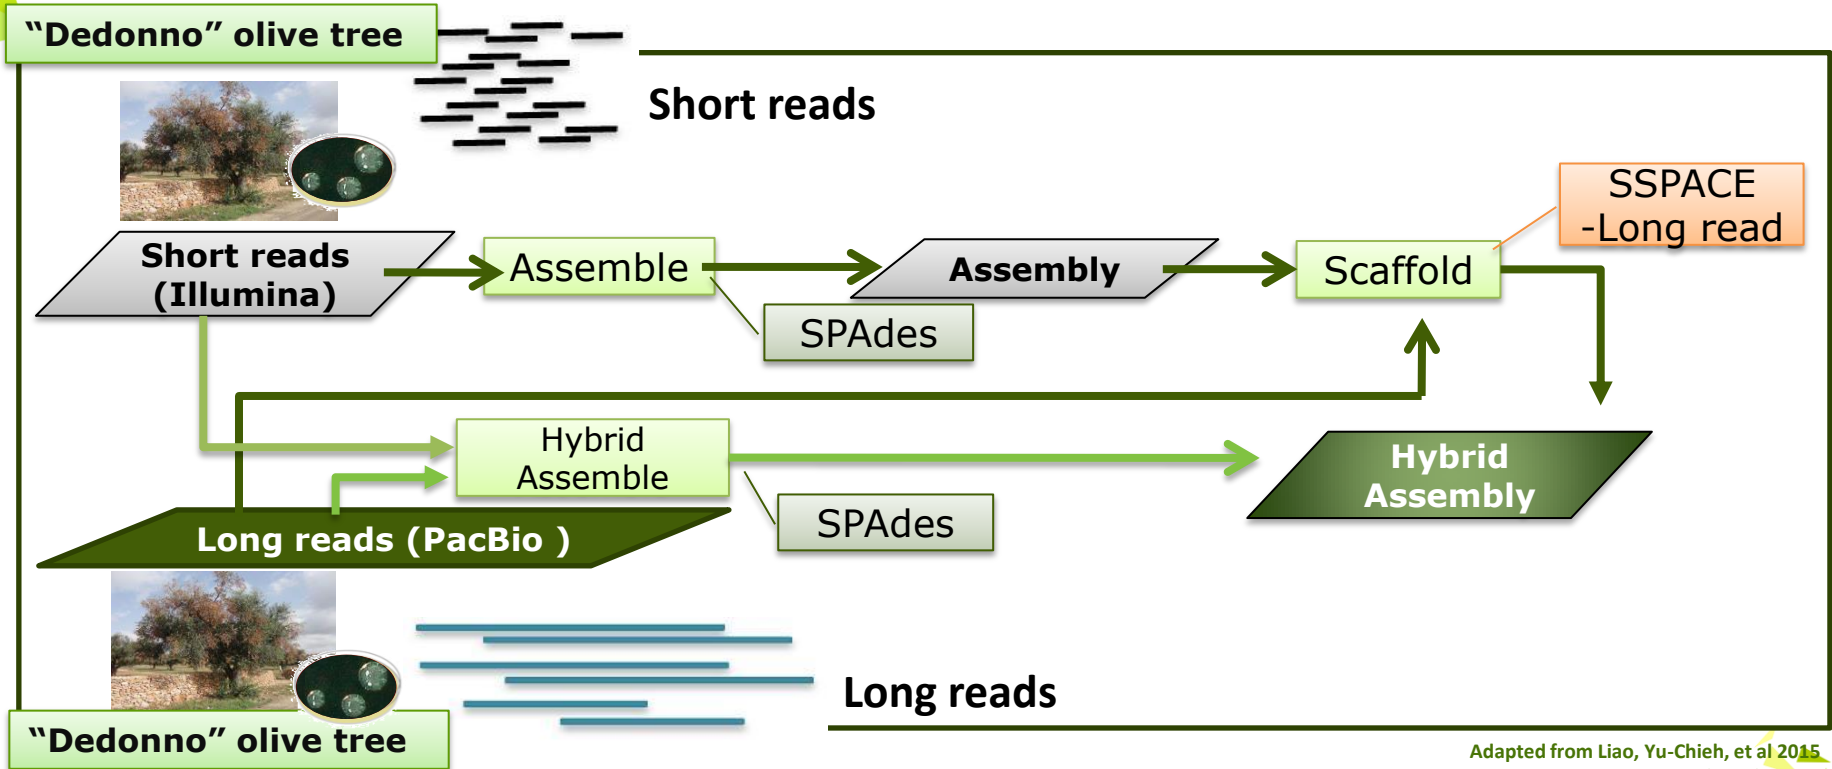 “Dedonno” olive tree
Short reads
SSPACE
-Long read
Short reads
(Illumina)
Assemble
Assembly
Scaffold
SPAdes
Hybrid
Assemble
Hybrid
Assembly
SPAdes
Long reads (PacBio )
Long reads
“Dedonno” olive tree
Adapted from Liao, Yu-Chieh, et al 2015